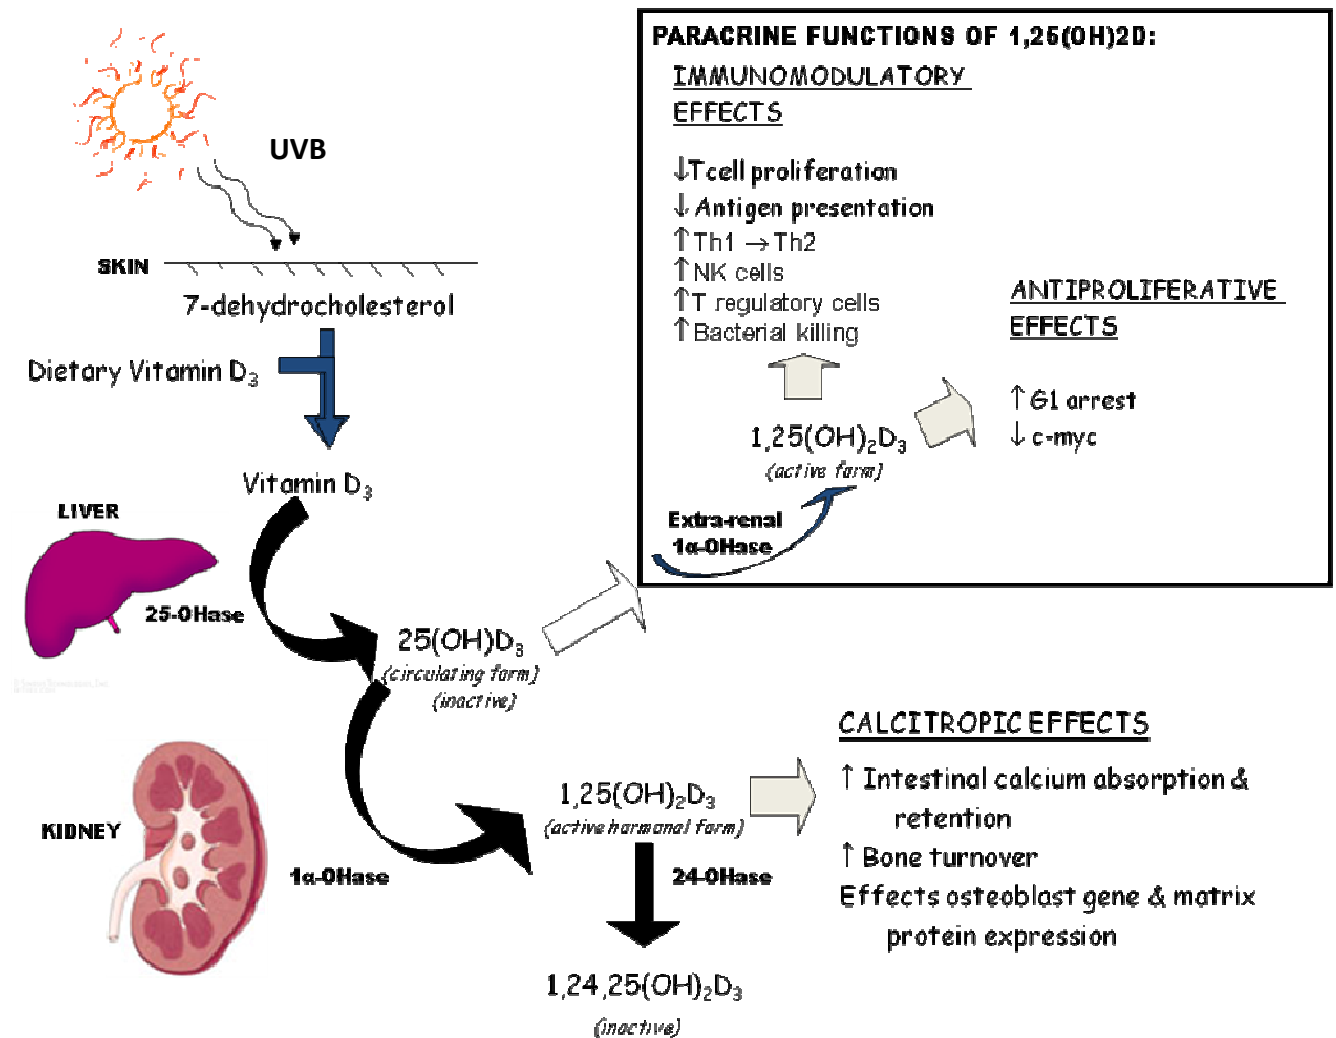 PARACRINE FUNCTIONS OF 1,25(OH)2D:
IMMUNOMODULATORY
EFFECTS
↓T cell proliferation
↓ Antigen presentation
↑ Th1 → Th2
↑ NK cells
↑ T regulatory cells
↑ Bacterial killing
ANTIPROLIFERATIVE
EFFECTS
↑ G1 arrest
↓ c-myc
1,25(OH)₂D₃
(active form)
Extra-renal
1α-OHase
UVB
SKIN
7-dehydrocholesterol
Dietary Vitamin D₃
Vitamin D₃
LIVER
25-OHase
25(OH)D₃
(circulating form)
(inactive)
KIDNEY
1α-OHase
1,25(OH)₂D₃
(active harmonal form)
24-OHase
1,24,25(OH)₂D₃
(inactive)
CALCITROPIC EFFECTS
↑ Intestinal calcium absorption &
retention
↑ Bone turnover
Effects osteoblast gene & matrix
protein expression